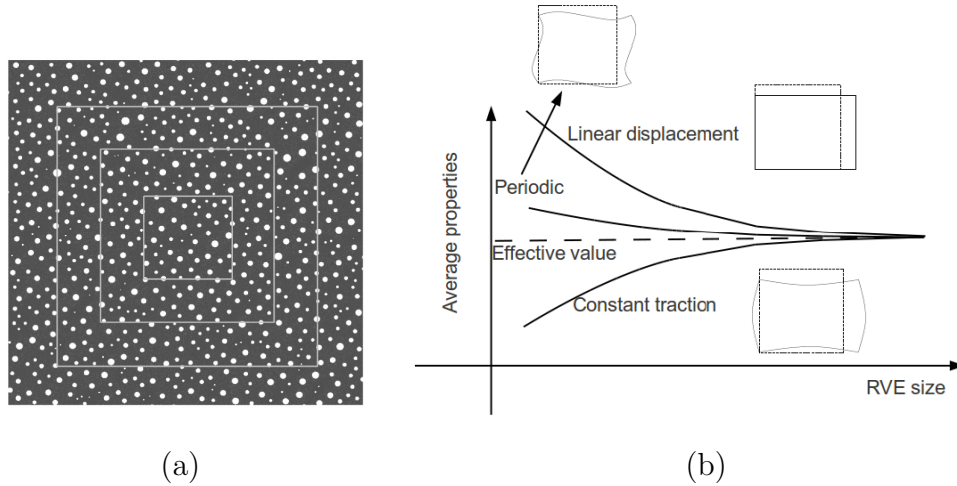 Linear displacement
Periodic
Effective value
Constant traction
Average properties
RVE size
(a)
(b)